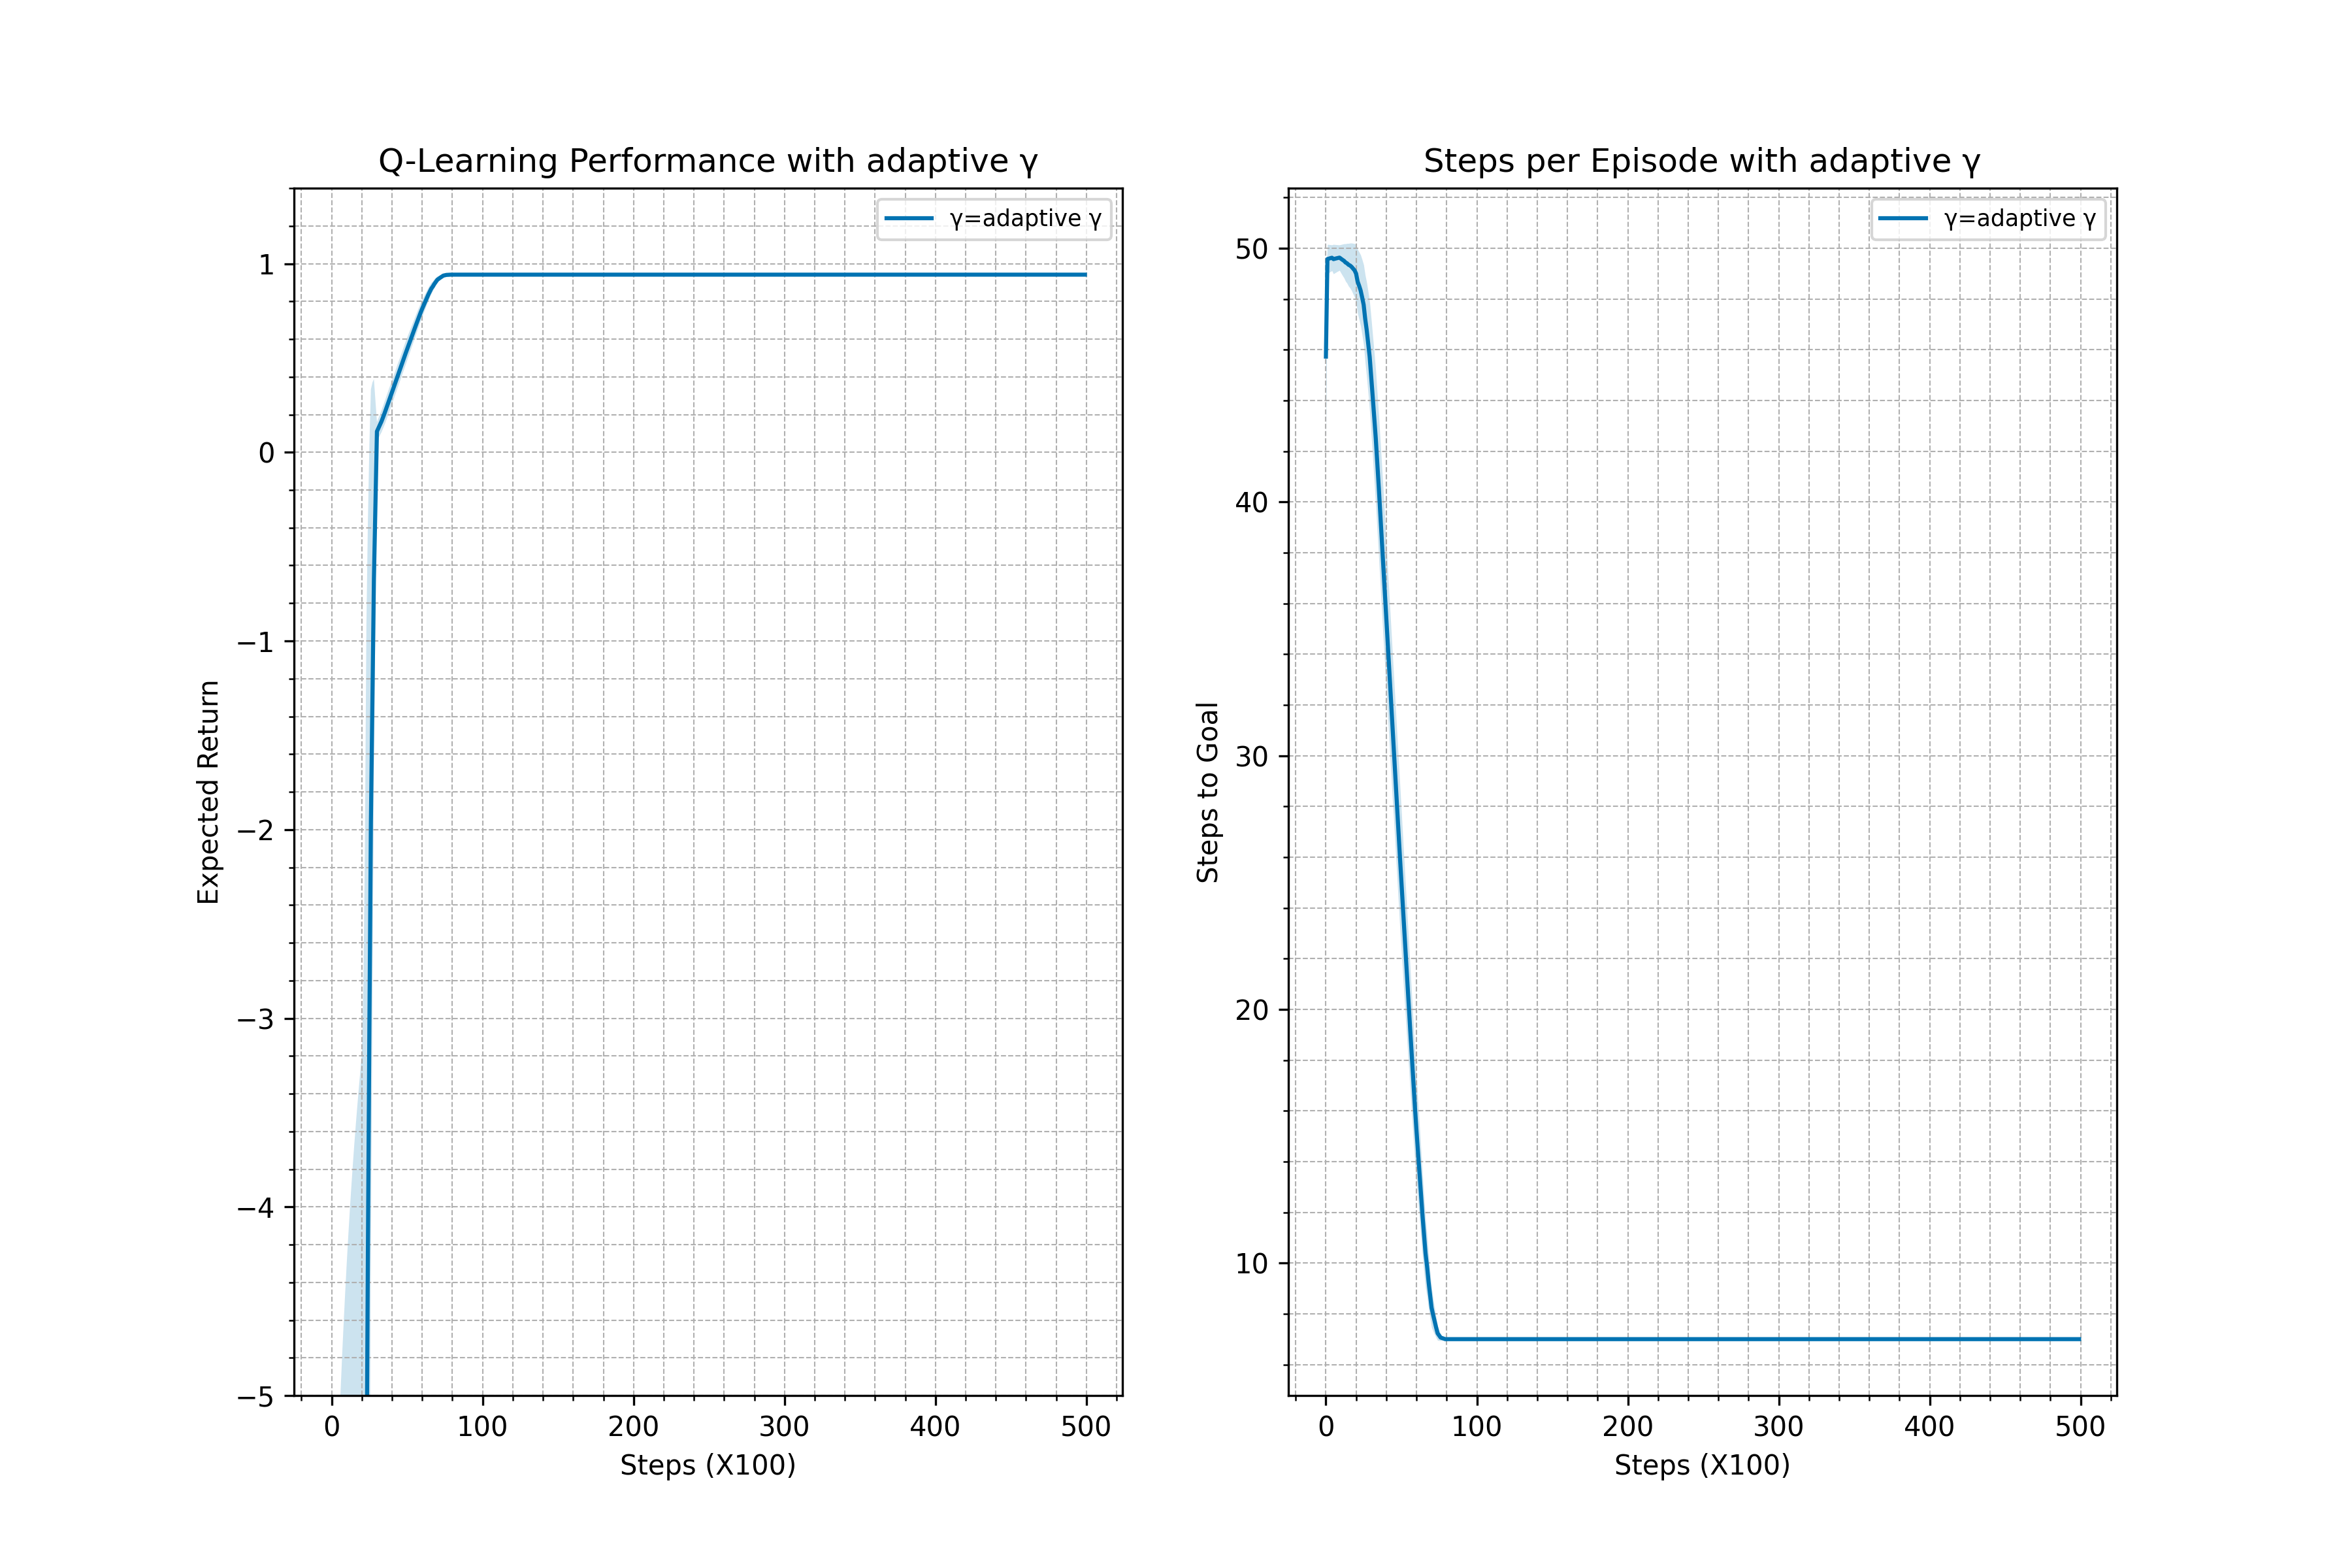 Q-Learning Performance with adaptive γ
γ=adaptive γ
1
0
−1
−2
−3
−4
−5
Expected Return
0 100 200 300 400 500
Steps (X100)
Steps per Episode with adaptive γ
γ=adaptive γ
50
40
30
20
10
Steps to Goal
0 100 200 300 400 500
Steps (X100)